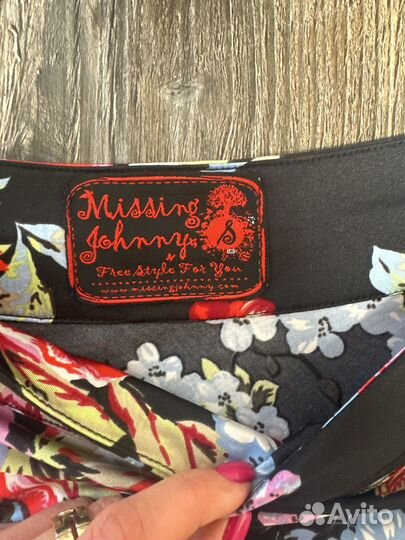 Missing
Johnny
S
Free Style For You
www.missingjohnny.com
Avito